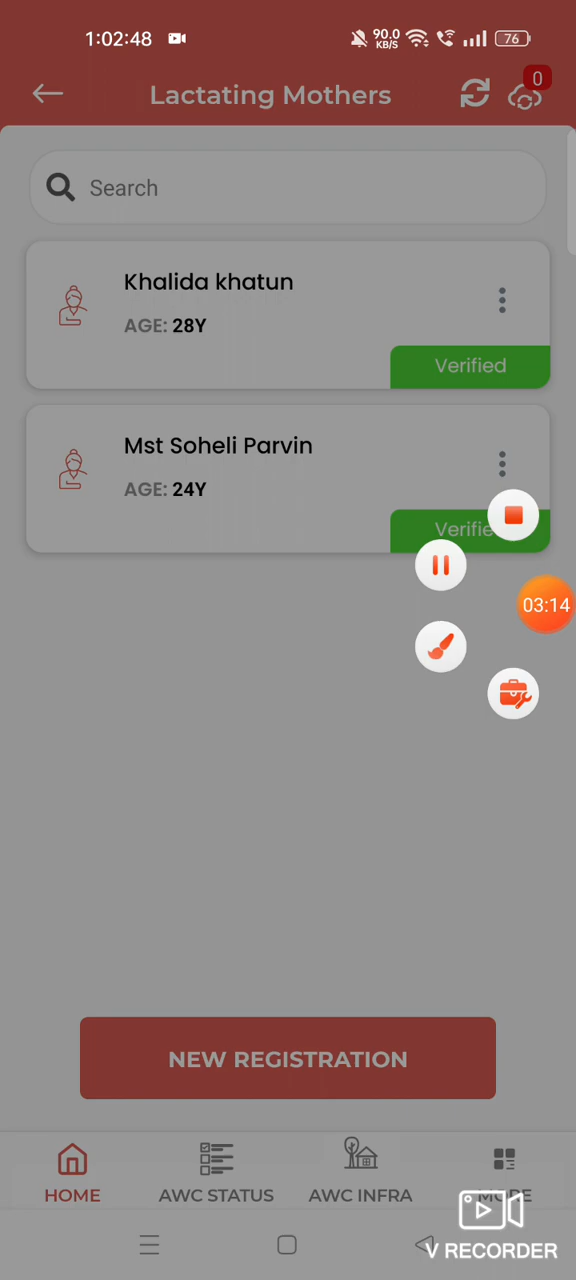 1:02:48
90.0
KB/S
76
Lactating Mothers
0
Search
Khalida khatun
AGE: 28Y
Verified
Mst Soheli Parvin
AGE: 24Y
Verifie
03:14
NEW REGISTRATION
HOME
AWC STATUS
AWC INFRA
MORE
V RECORDER